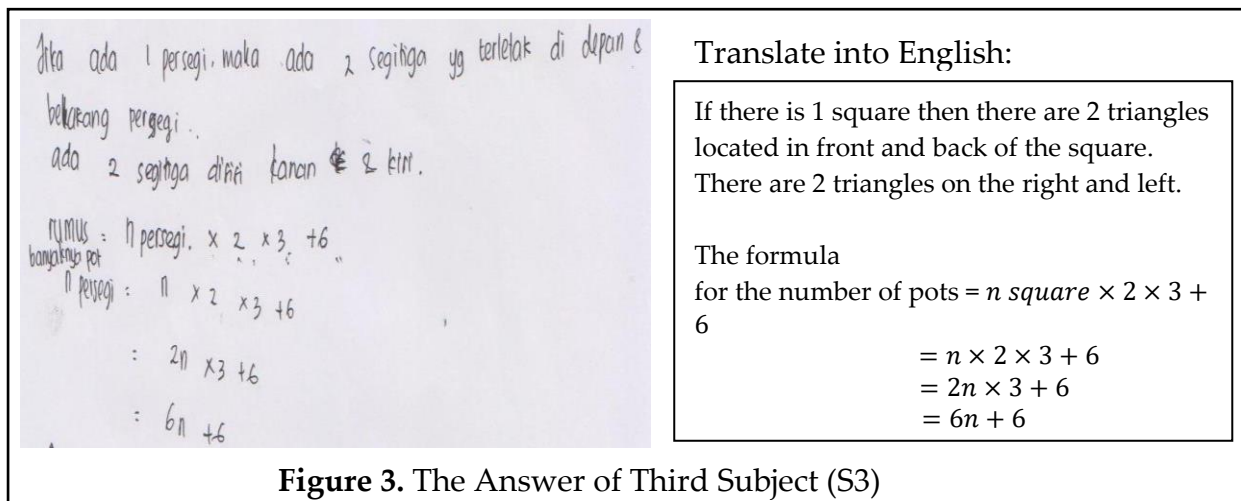 Jika ada 1 persegi, maka ada 2 segitiga yg terletak di depan &
belakang persegi.
ada 2 segitiga disisi kanan & kiri.
rumus = n persegi. × 2 × 3 + 6
banyaknya pot
n persegi = n × 2 × 3 + 6
= 2n × 3 + 6
= 6n + 6
Translate into English:
If there is 1 square then there are 2 triangles
located in front and back of the square.
There are 2 triangles on the right and left.
The formula
for the number of pots = n square × 2 × 3 +
6
= n × 2 × 3 + 6
= 2n × 3 + 6
= 6n + 6
Figure 3. The Answer of Third Subject (S3)